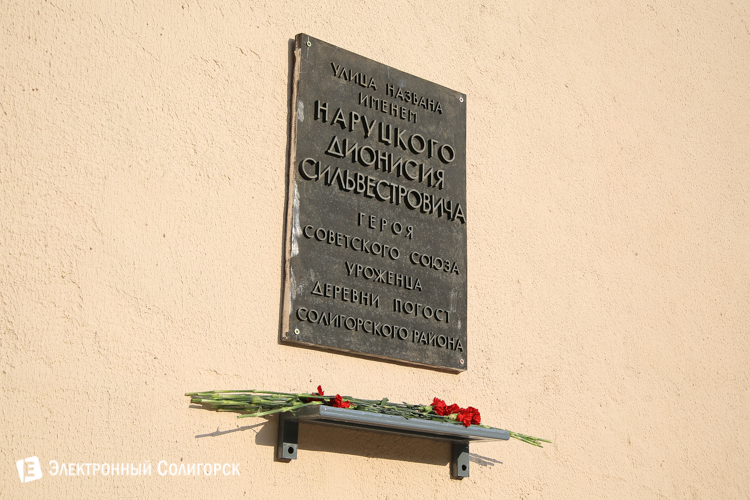 УЛИЦА НАЗВАНА
ИМЕНЕМ
НАРУЦКОГО
ДИОНИСИЯ
СИЛЬВЕСТРОВИЧА
ГЕРОЯ
СОВЕТСКОГО СОЮЗА
УРОЖЕНЦА
ДЕРЕВНИ ПОГОСТ
СОЛИГОРСКОГО РАЙОНА
Э ЭЛЕКТРОННЫЙ СОЛИГОРСК